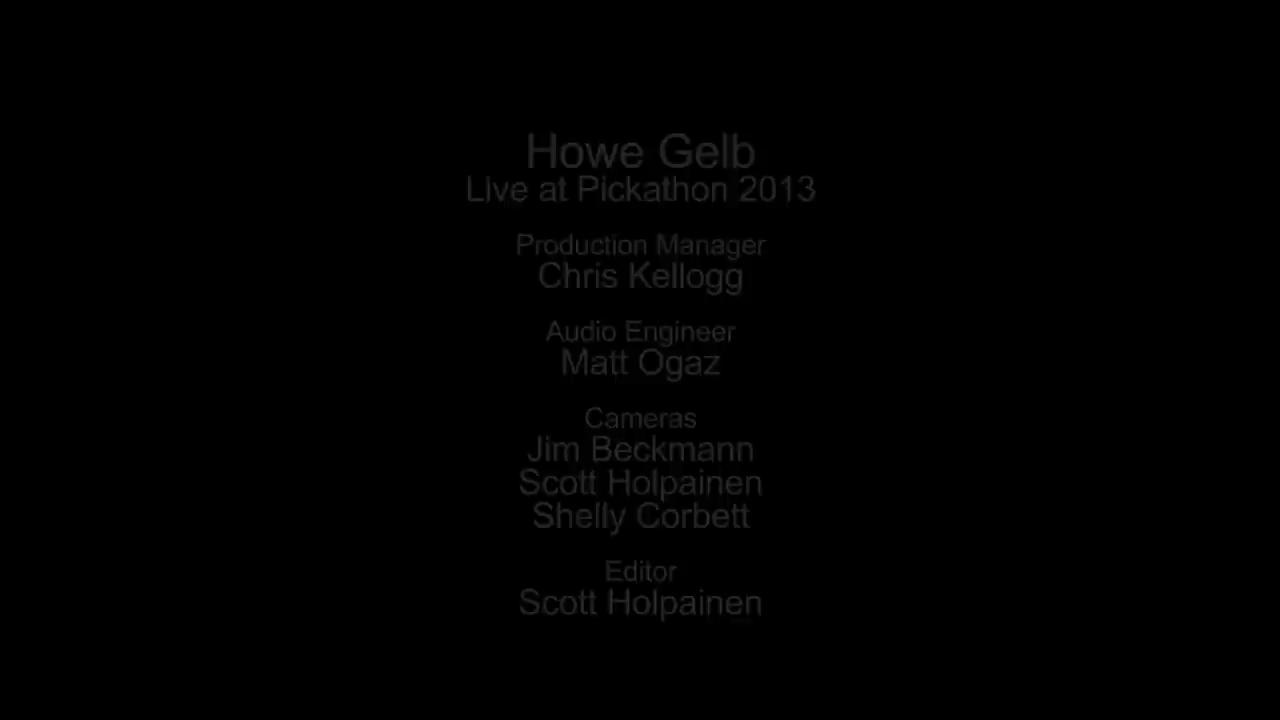 Howe Gelb
Live at Pickathon 2013
Production Manager
Chris Kellogg
Audio Engineer
Matt Ogaz
Cameras
Jim Beckmann
Scott Holpainen
Shelly Corbett
Editor
Scott Holpainen